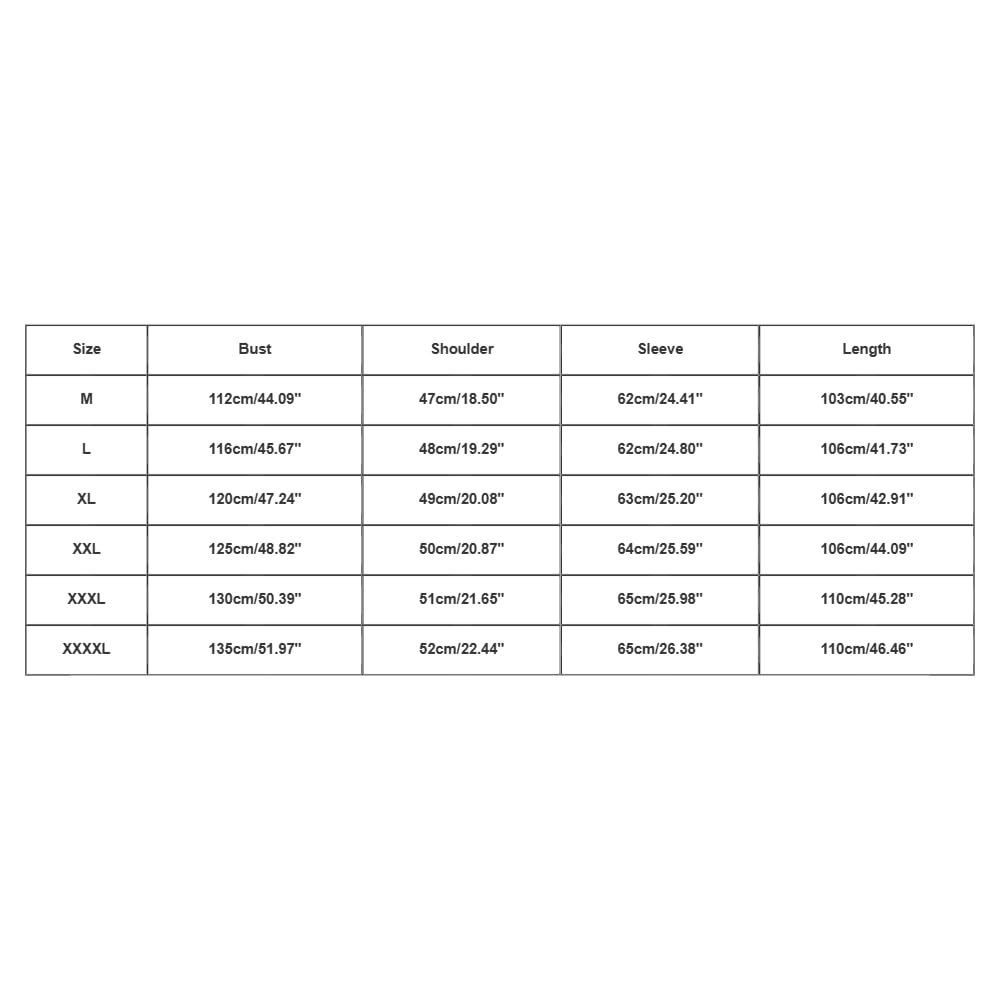 Size Bust Shoulder Sleeve Length
M 112cm/44.09" 47cm/18.50" 62cm/24.41" 103cm/40.55"
L 116cm/45.67" 48cm/19.29" 62cm/24.80" 106cm/41.73"
XL 120cm/47.24" 49cm/20.08" 63cm/25.20" 106cm/42.91"
XXL 125cm/48.82" 50cm/20.87" 64cm/25.59" 106cm/44.09"
XXXL 130cm/50.39" 51cm/21.65" 65cm/25.98" 110cm/45.28"
XXXXL 135cm/51.97" 52cm/22.44" 65cm/26.38" 110cm/46.46"